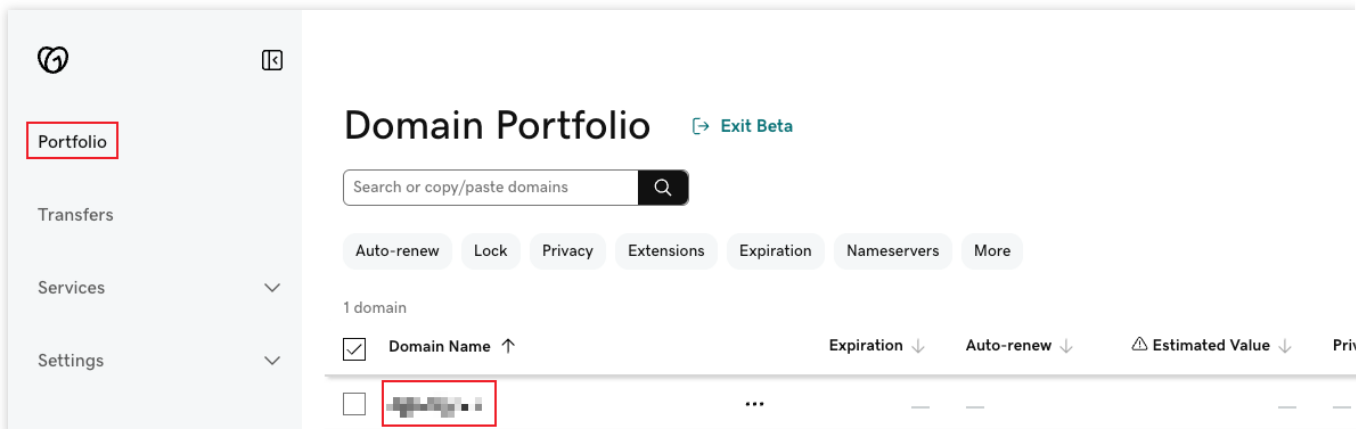 Portfolio
Transfers
Services
Settings
Domain Portfolio
Exit Beta
Search or copy/paste domains
Auto-renew Lock Privacy Extensions Expiration Nameservers More
1 domain
Domain Name ↑ Expiration ↓ Auto-renew ↓ Estimated Value ↓ Priv